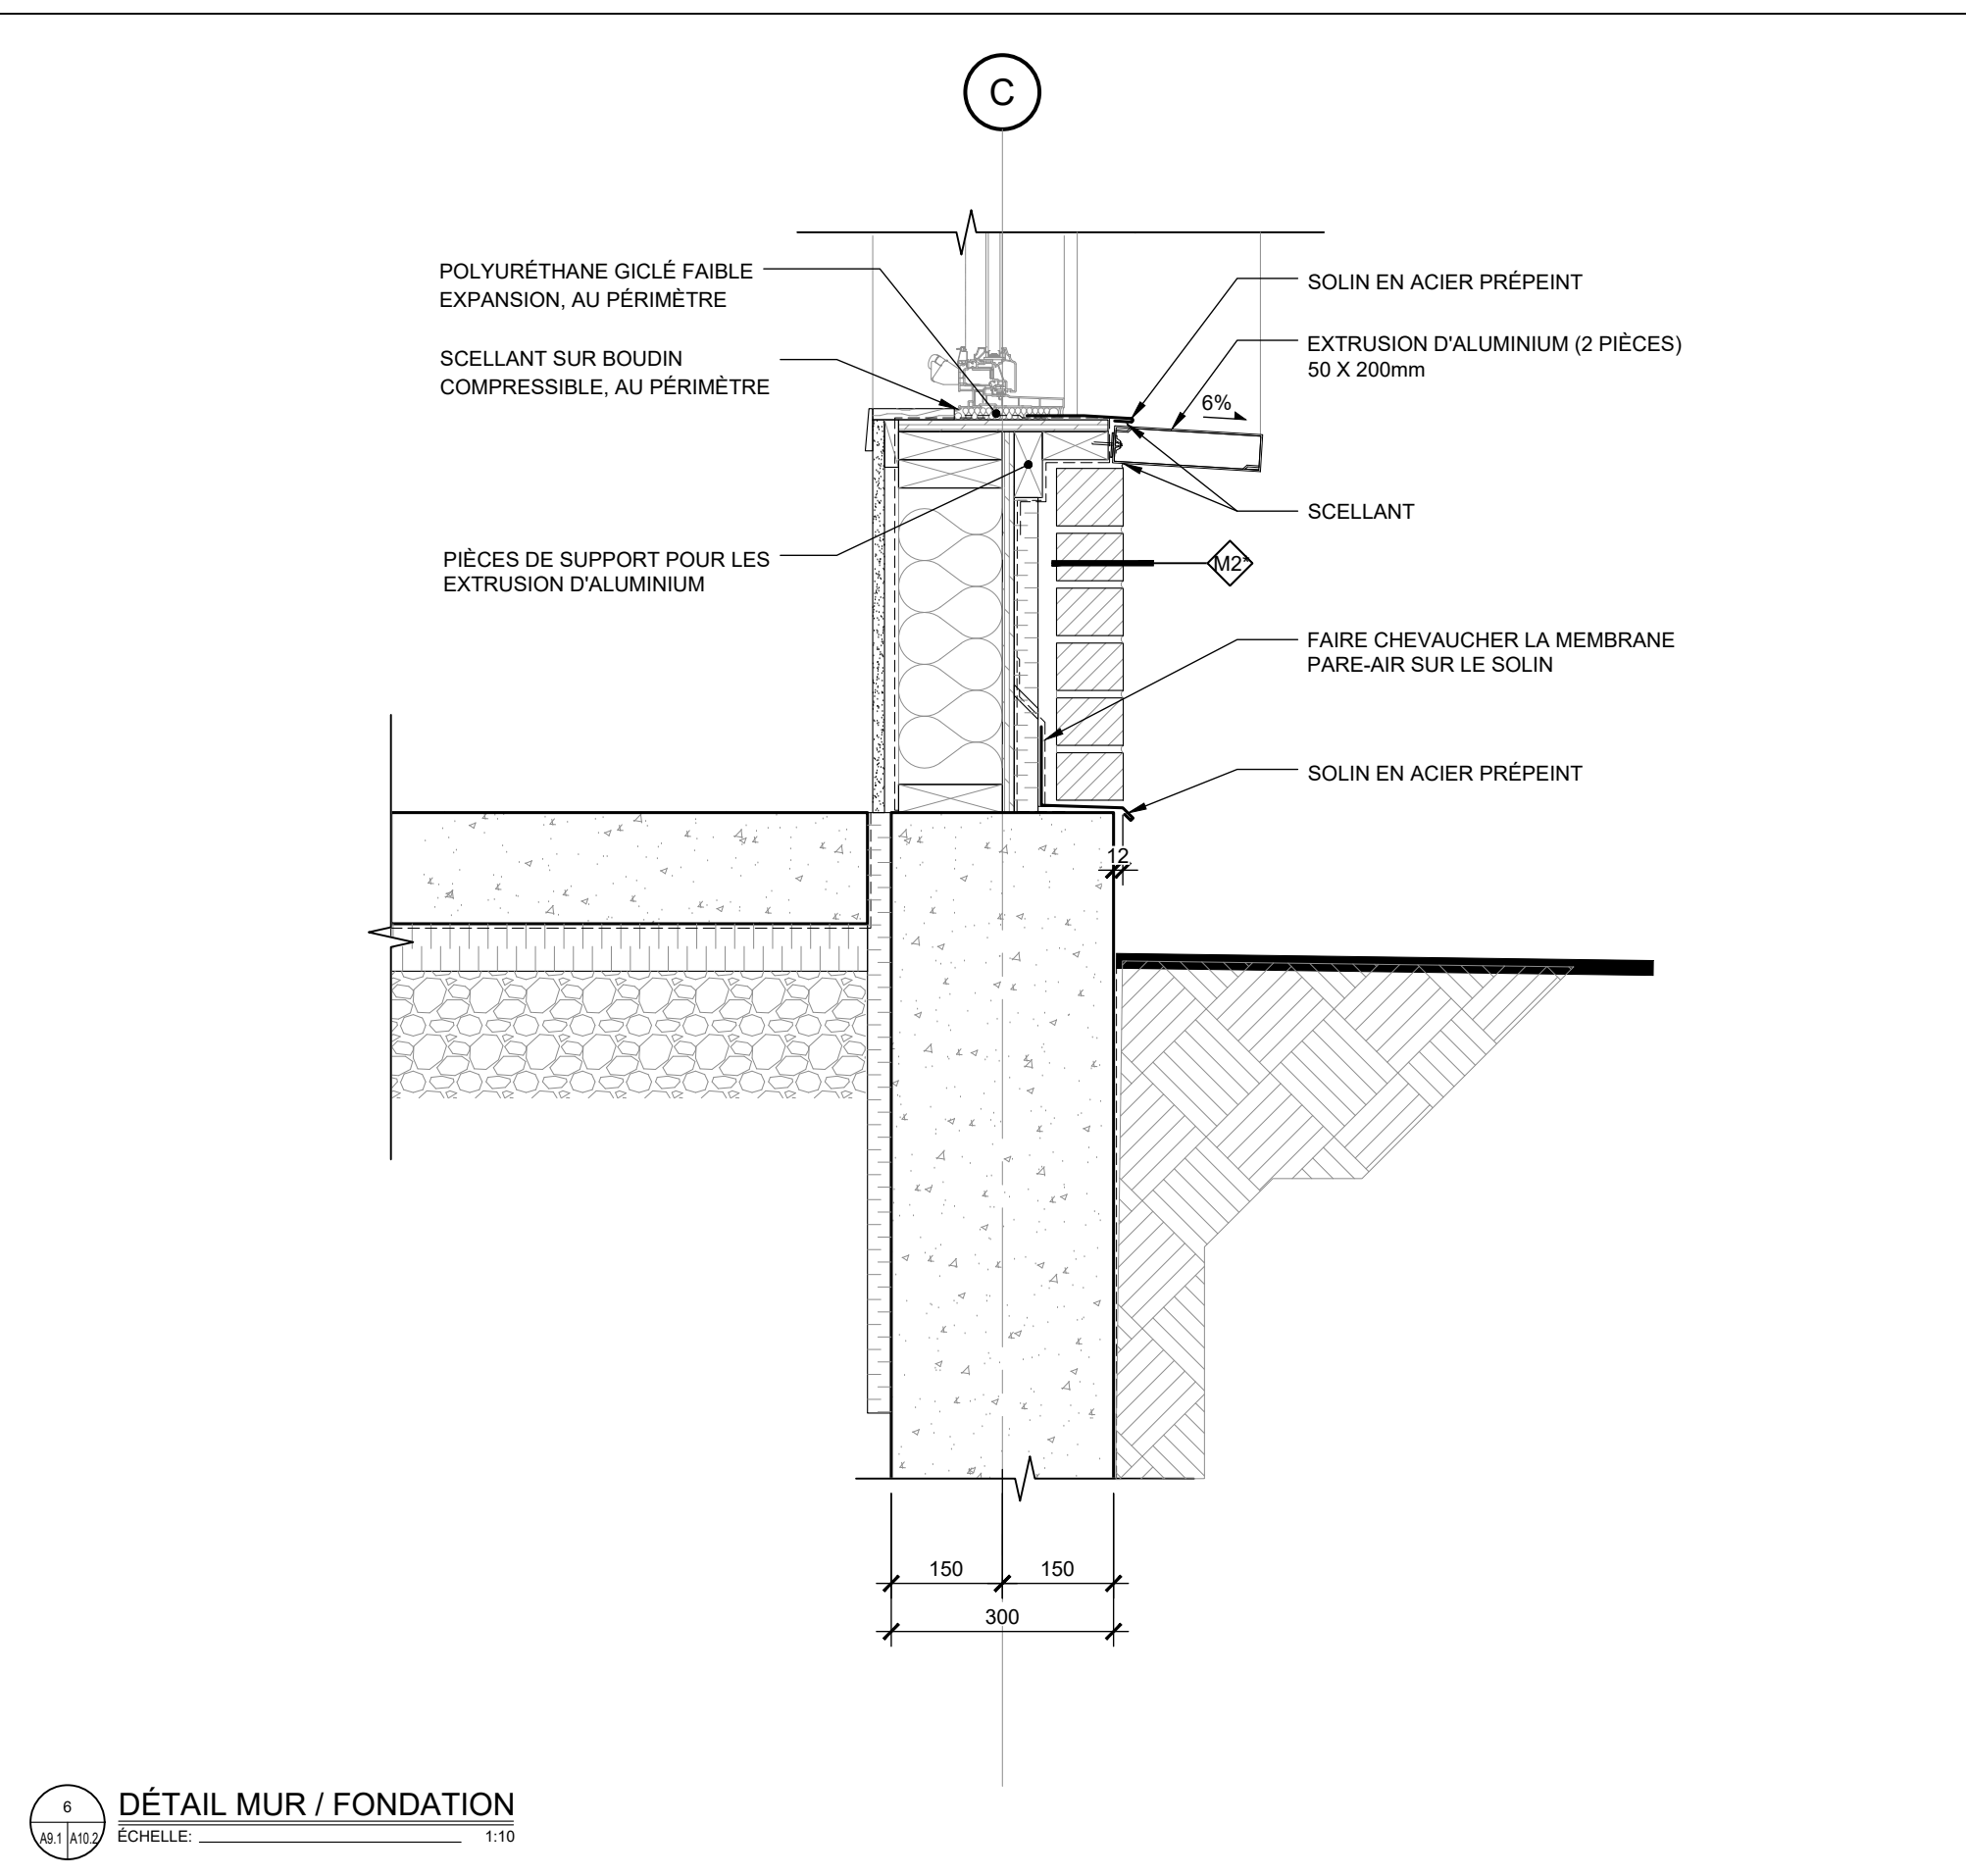 C
POLYURÉTHANE GICLÉ FAIBLE
EXPANSION, AU PÉRIMÈTRE
SCELLANT SUR BOUDIN
COMPRESSIBLE, AU PÉRIMÈTRE
PIÈCES DE SUPPORT POUR LES
EXTRUSION D'ALUMINIUM
SOLIN EN ACIER PRÉPEINT
EXTRUSION D'ALUMINIUM (2 PIÈCES)
50 X 200mm
6%
SCELLANT
M2*
FAIRE CHEVAUCHER LA MEMBRANE
PARE-AIR SUR LE SOLIN
SOLIN EN ACIER PRÉPEINT
12
150
150
300
6
A9.1
A10.2
DÉTAIL MUR / FONDATION
ÉCHELLE:
1:10